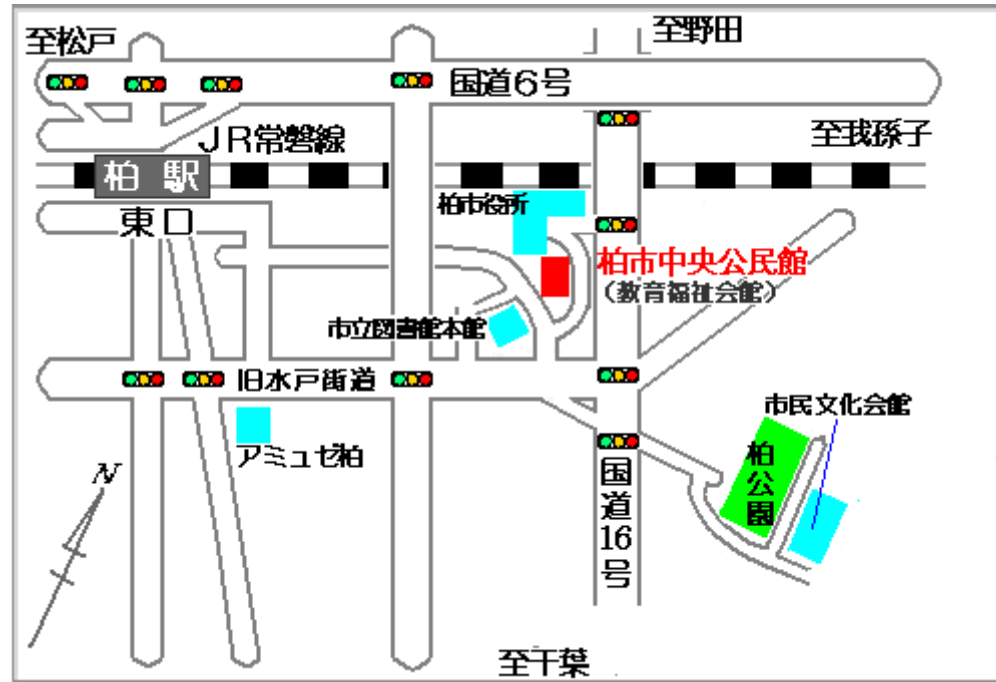 至松戸
至野田
国道6号
JR常磐線
至我孫子
柏駅
東口
柏市役所
柏市中央公民館
（教育福祉会館）
市立図書館本館
旧水戸街道
市民文化会館
アミュゼ柏
柏公園
N
国道16号
至千葉